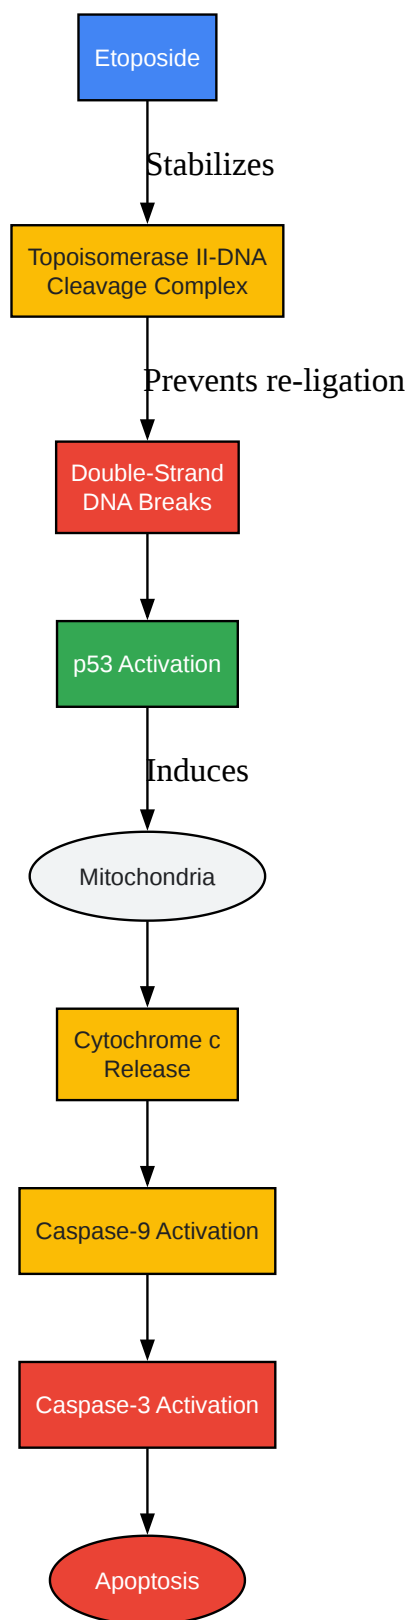 Etoposide
Stabilizes
Topoisomerase II-DNA
Cleavage Complex
Prevents re-ligation
Double-Strand
DNA Breaks
p53 Activation
Induces
Mitochondria
Cytochrome c
Release
Caspase-9 Activation
Caspase-3 Activation
Apoptosis